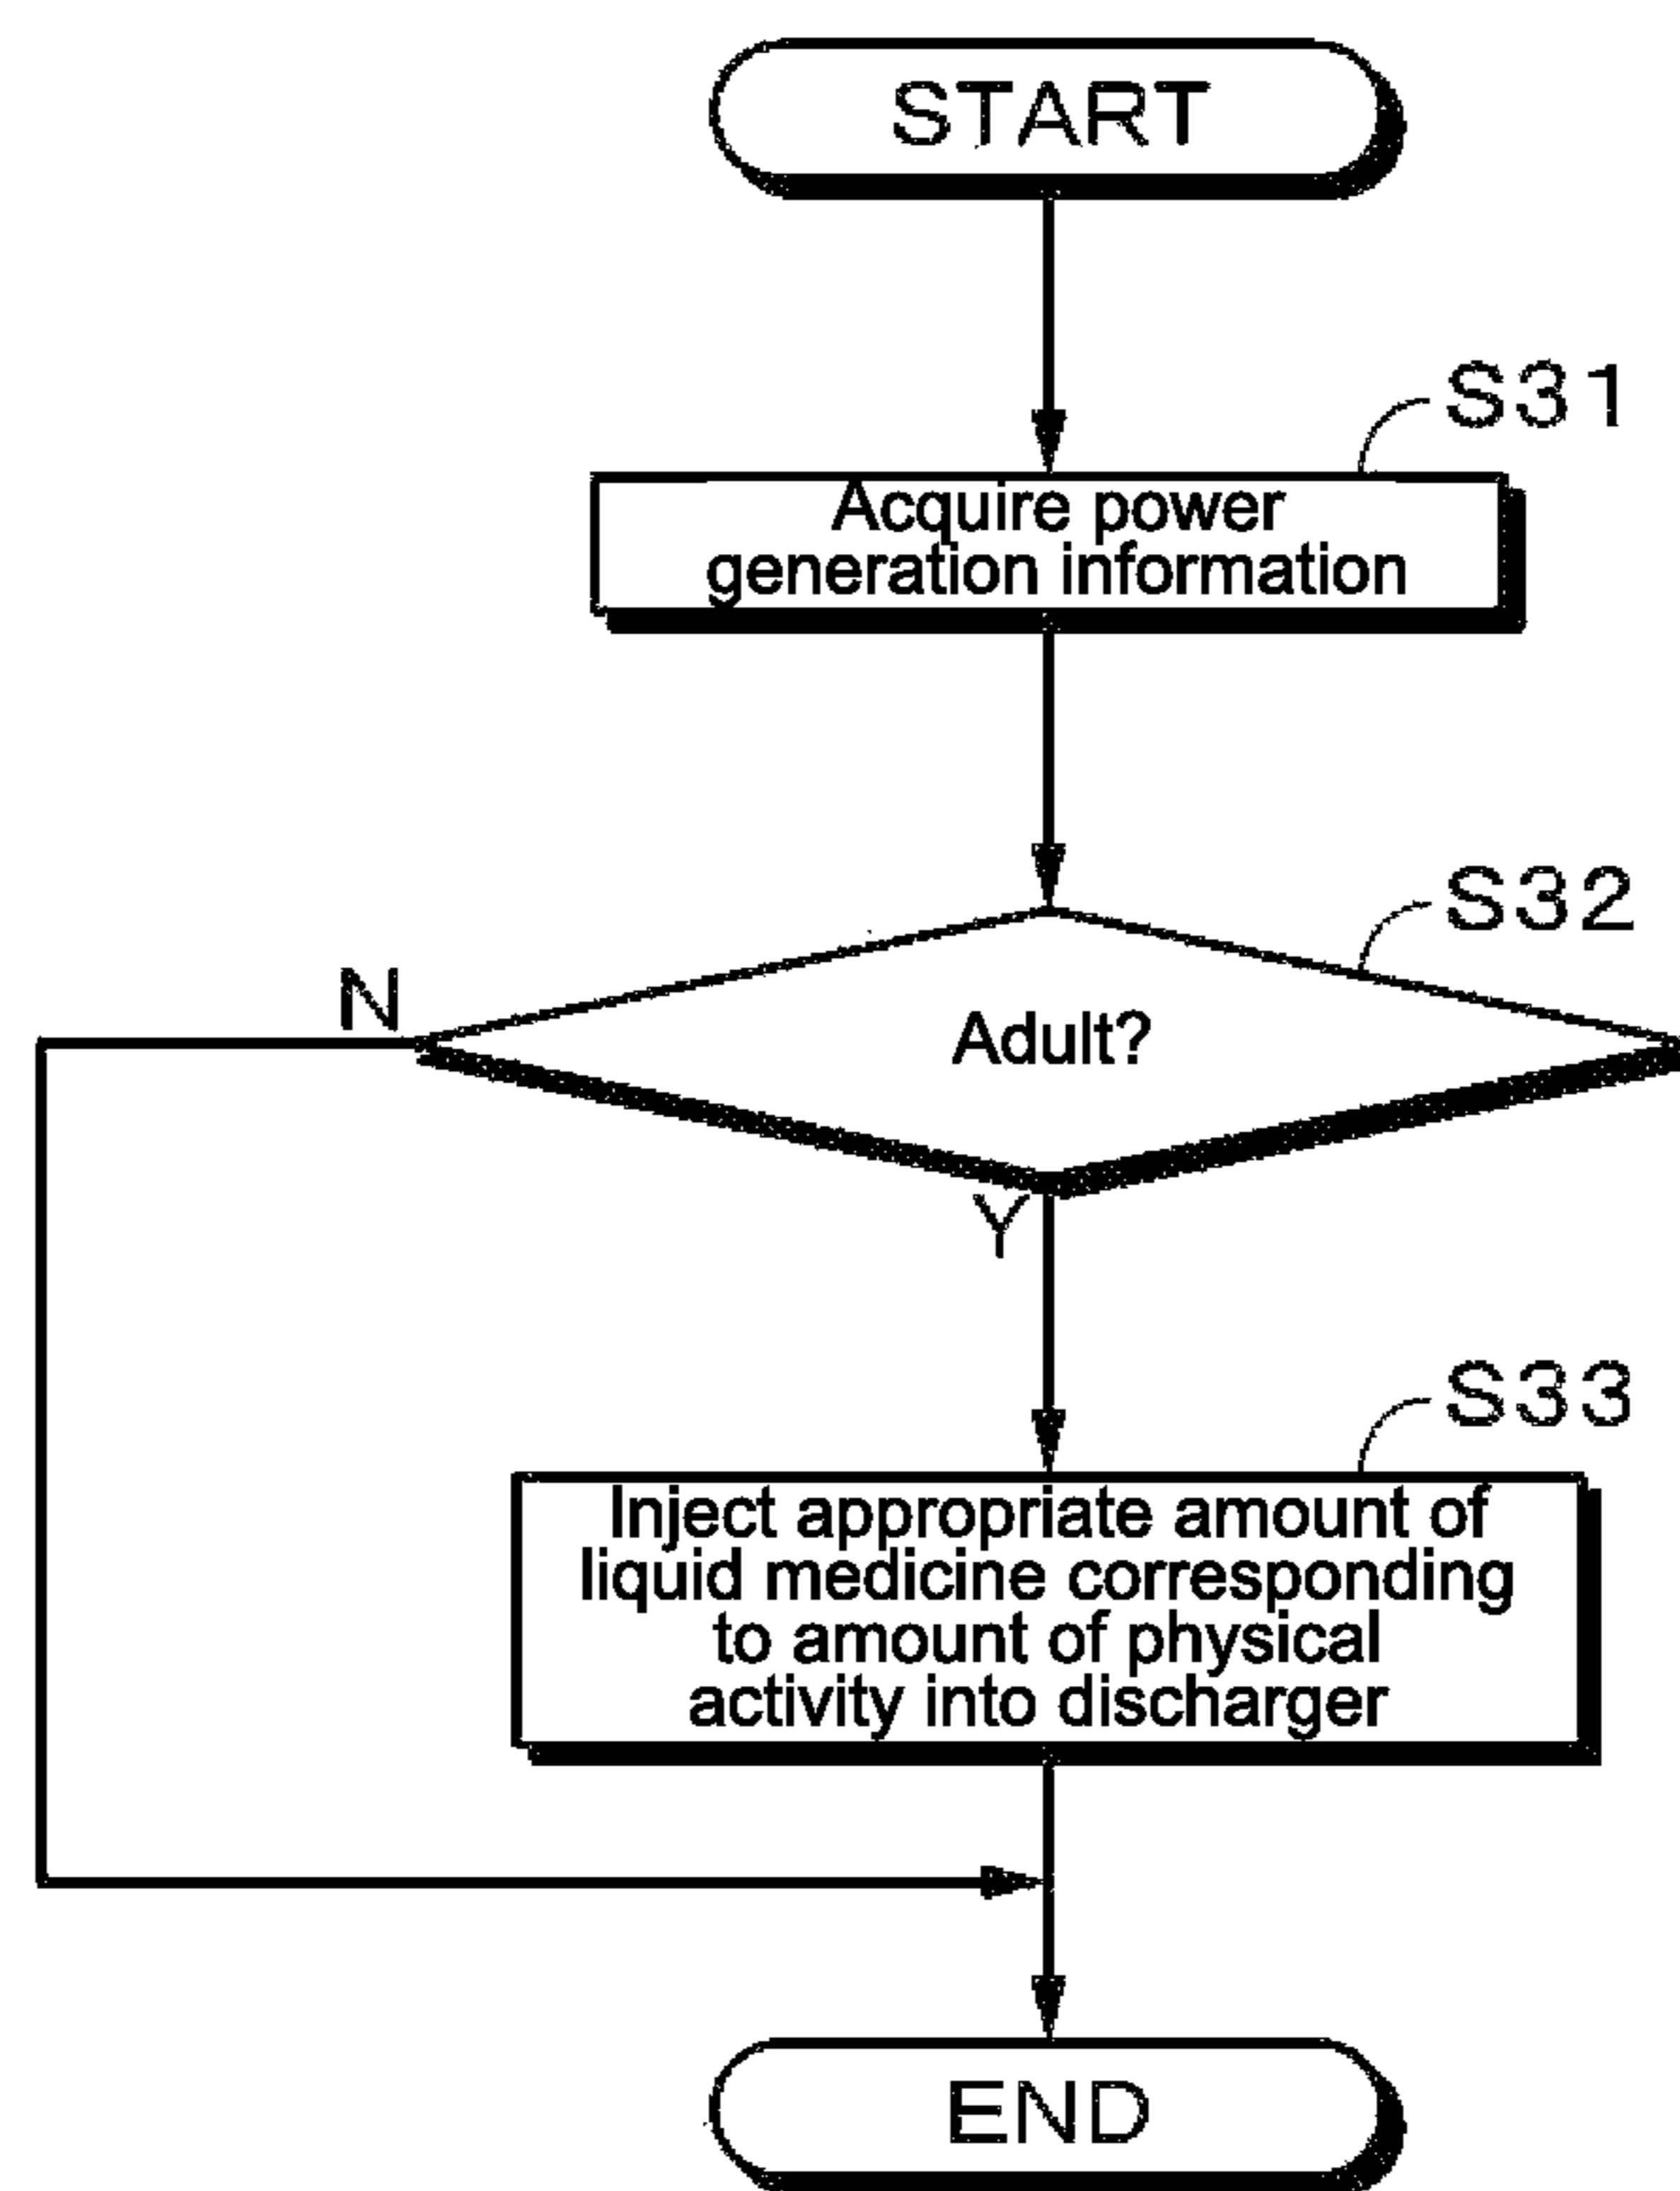 START
S31
Acquire power
generation information
S32
N
Adult?
Y
S33
Inject appropriate amount of
liquid medicine corresponding
to amount of physical
activity into discharger
END